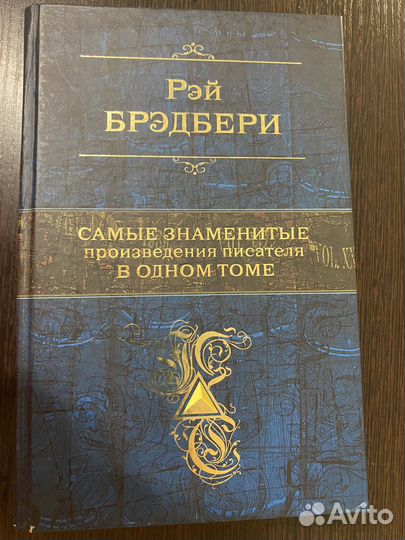 Рэй
БРЭДБЕРИ
САМЫЕ ЗНАМЕНИТЫЕ
произведения писателя
В ОДНОМ ТОМЕ
Avito